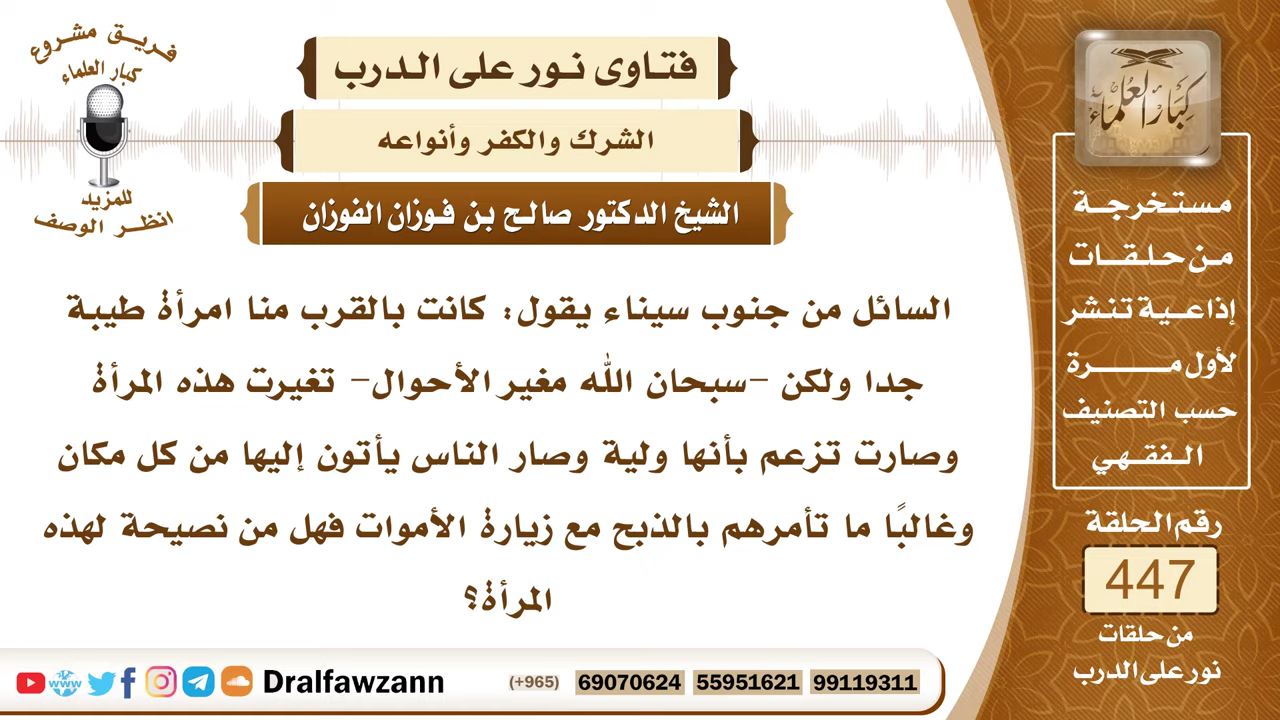 فريق مشروع
كبار العلماء
للمزيد
انظر الوصف
فتاوى نور على الدرب
الشرك والكفر وأنواعه
الشيخ الدكتور صالح بن فوزان الفوزان
السائل من جنوب سيناء يقول: كانت بالقرب منا امرأة طيبة
جدا ولكن -سبحان الله مغير الأحوال- تغيرت هذه المرأة
وصارت تزعم بأنها ولية وصار الناس يأتون إليها من كل مكان
وغالبًا ما تأمرهم بالذبح مع زيارة الأموات فهل من نصيحة لهذه
المرأة؟
كبار العلماء
مستخرجة
من حلقات
إذاعية تنشر
لأول مرة
حسب التصنيف
الفقهي
رقم الحلقة
447
من حلقات
نور على الدرب
www Dralfawzann (+965) 69070624 55951621 99119311